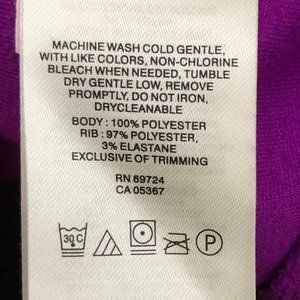 MACHINE WASH COLD GENTLE,
WITH LIKE COLORS, NON-CHLORINE
BLEACH WHEN NEEDED, TUMBLE
DRY GENTLE LOW, REMOVE
PROMPTLY, DO NOT IRON,
DRYCLEANABLE
BODY : 100% POLYESTER
RIB : 97% POLYESTER,
3% ELASTANE
EXCLUSIVE OF TRIMMING
RN 69724
CA 05367
30C P